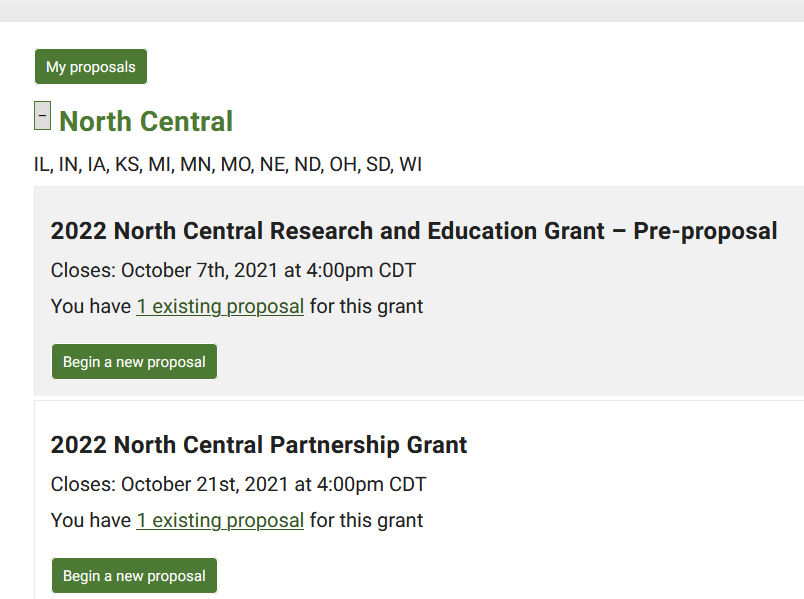 My proposals
− North Central
IL, IN, IA, KS, MI, MN, MO, NE, ND, OH, SD, WI
2022 North Central Research and Education Grant – Pre-proposal
Closes: October 7th, 2021 at 4:00pm CDT
You have 1 existing proposal for this grant
Begin a new proposal
2022 North Central Partnership Grant
Closes: October 21st, 2021 at 4:00pm CDT
You have 1 existing proposal for this grant
Begin a new proposal